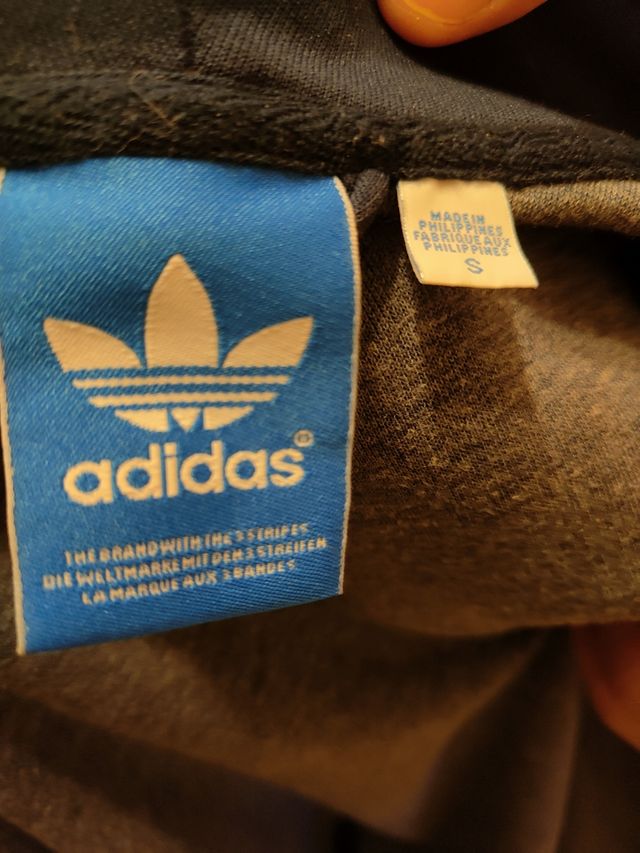 adidas®
THE BRAND WITH THE 3 STRIPES
DIE WELTMARKE MIT DEN 3 STREIFEN
LA MARQUE AUX 3 BANDES
MADE IN
PHILIPPINES
FABRIQUE AUX
PHILIPPINES
S